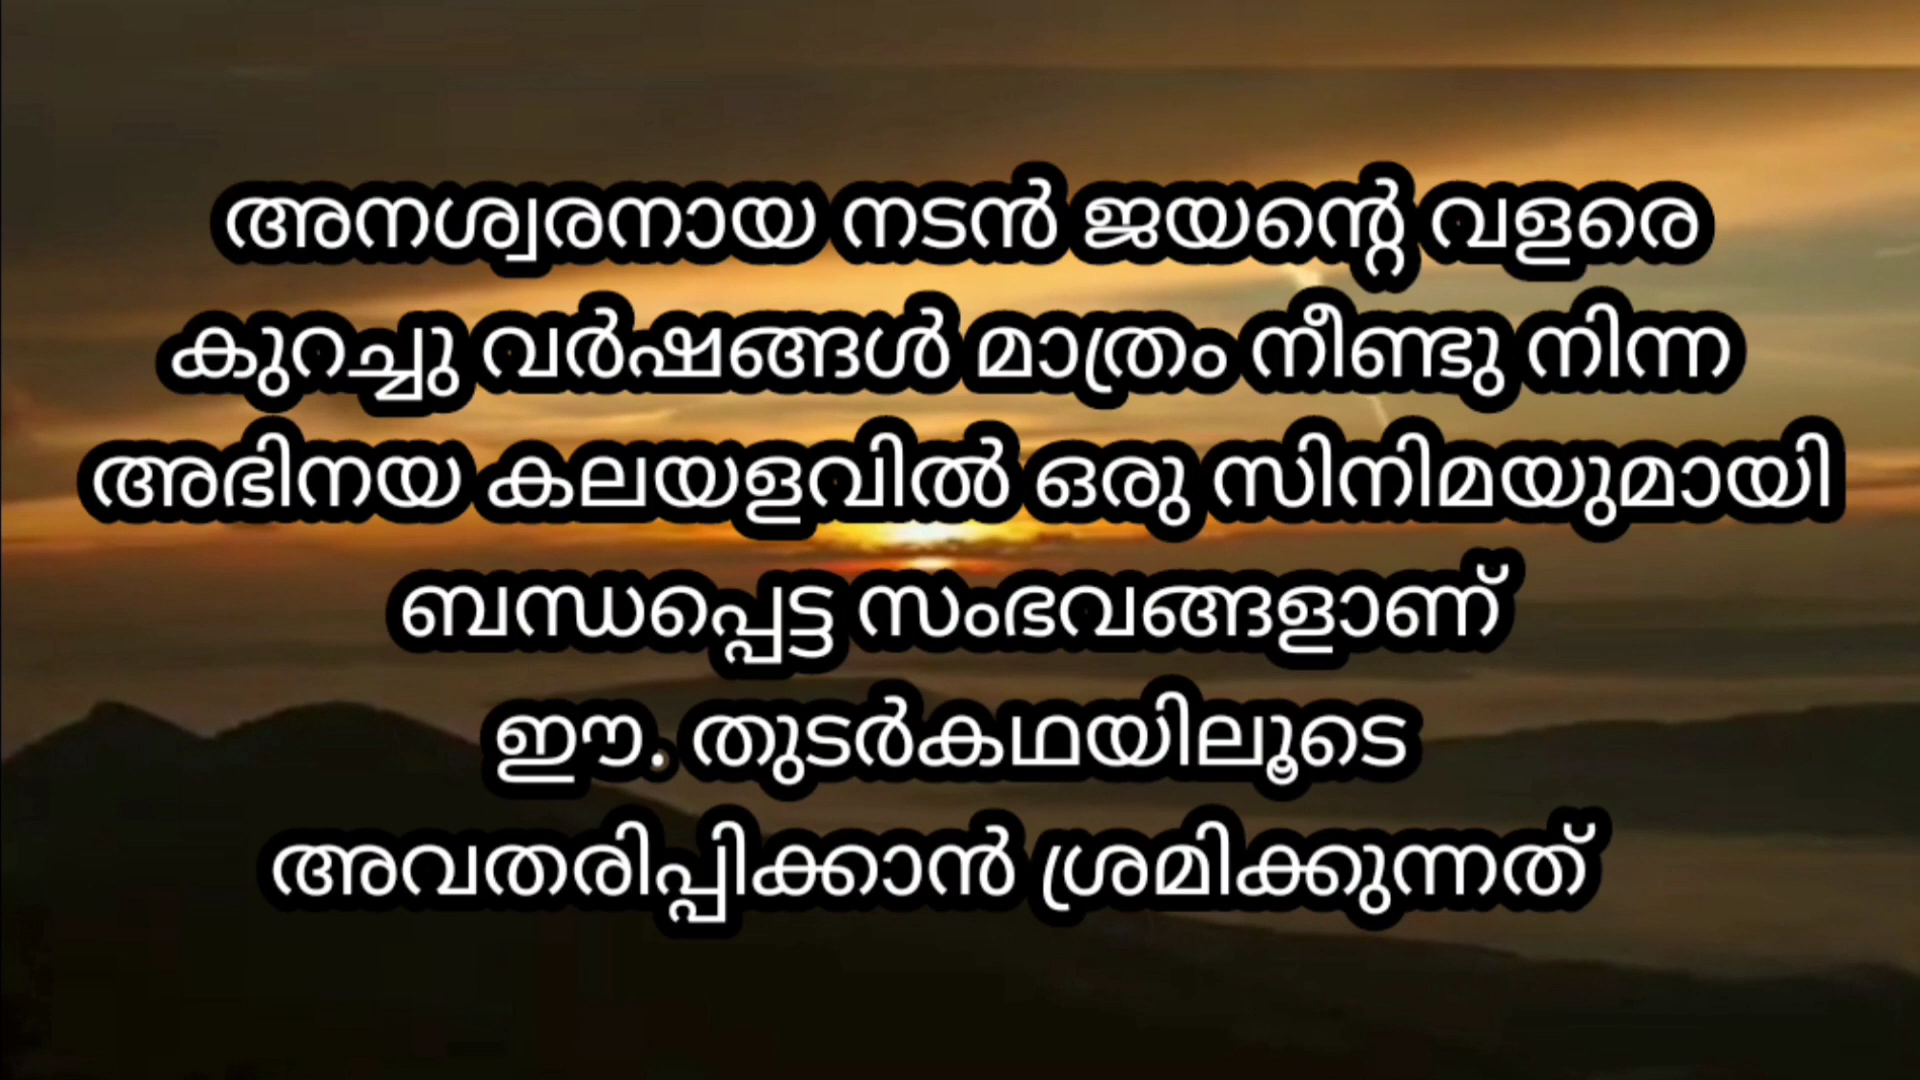 അനശ്വരനായ നടൻ ജയന്റെ വളരെ
കുറച്ചു വർഷങ്ങൾ മാത്രം നീണ്ടു നിന്ന
അഭിനയ കലയളവിൽ ഒരു സിനിമയുമായി
ബന്ധപ്പെട്ട സംഭവങ്ങളാണ്
ഈ. തുടർകഥയിലൂടെ
അവതരിപ്പിക്കാൻ ശ്രമിക്കുന്നത്